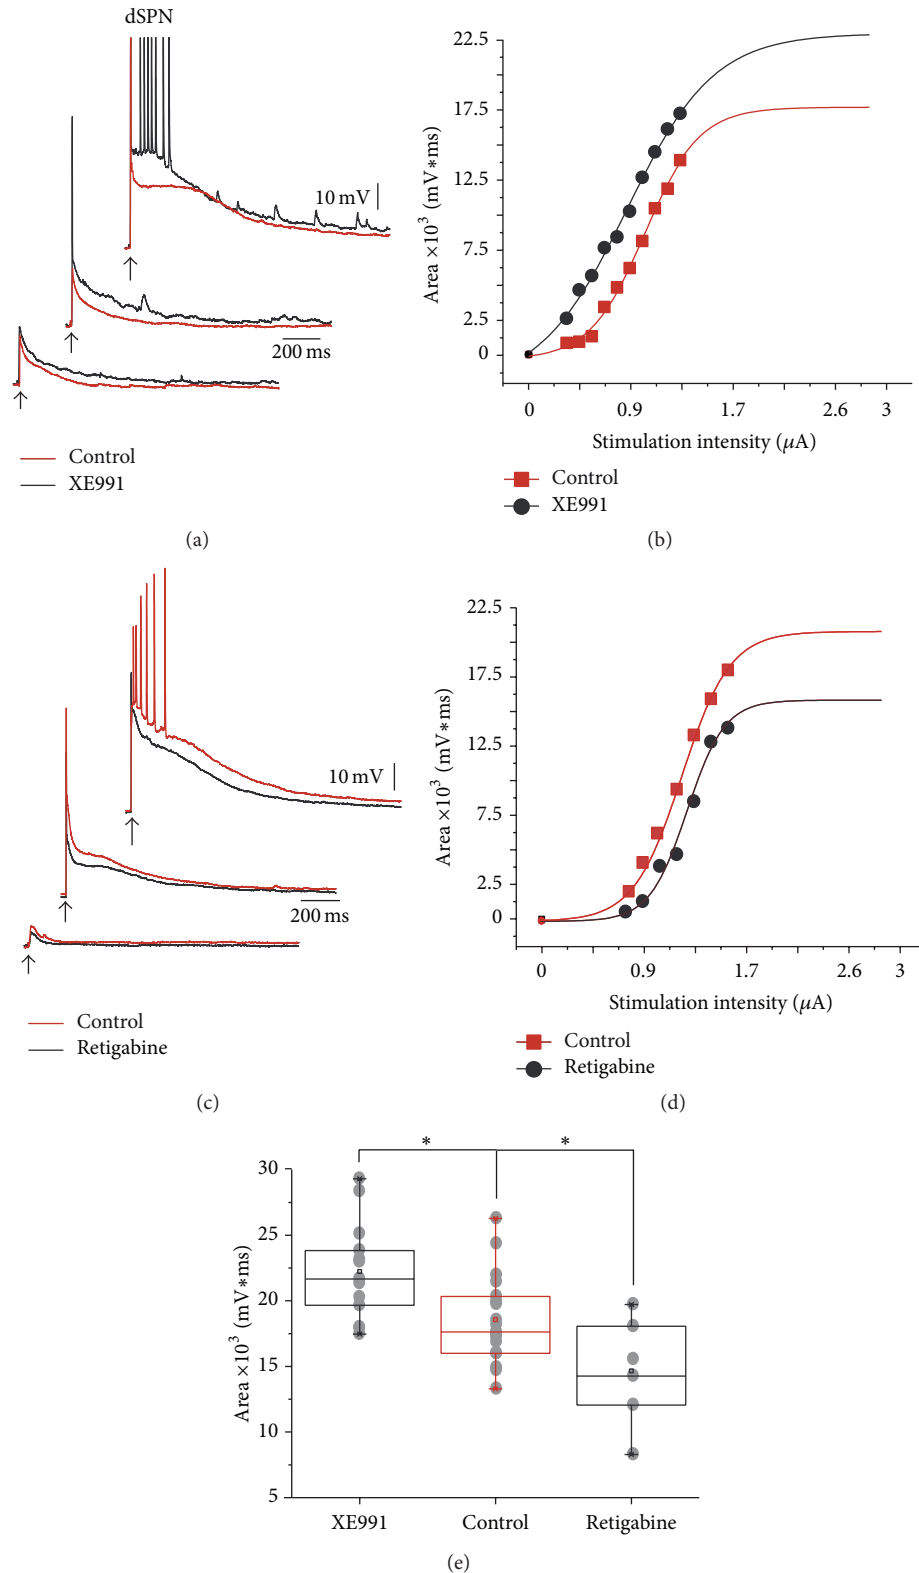 dSPN
10 mV
200 ms
Control
XE991
(a)
22.5
17.5
12.5
7.5
2.5
0
Area ×10³ (mV∗ms)
0 0.9 1.7 2.6 3
Stimulation intensity (μA)
Control
XE991
(b)
10 mV
200 ms
Control
Retigabine
(c)
22.5
17.5
12.5
7.5
2.5
0
Area ×10³ (mV∗ms)
0 0.9 1.7 2.6 3
Stimulation intensity (μA)
Control
Retigabine
(d)
* *
30
25
20
15
10
5
Area ×10³ (mV∗ms)
XE991 Control Retigabine
(e)